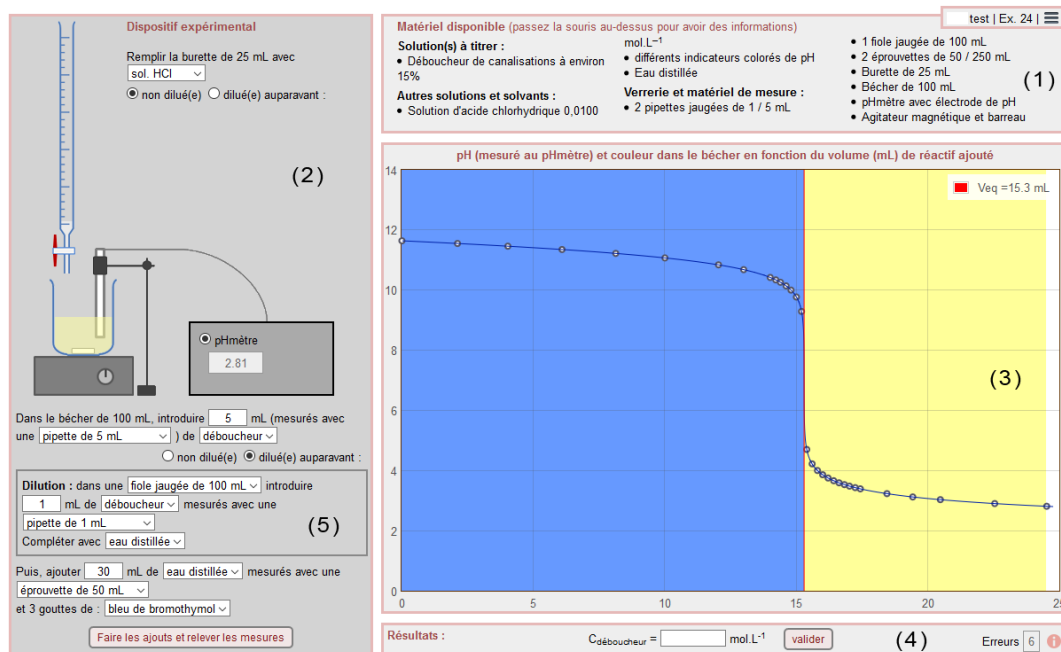 test | Ex. 24 |
Dispositif expérimental
Remplir la burette de 25 mL avec
sol. HCl
non dilué(e) dilué(e) auparavant :
(2)
pHmètre
2.81
Dans le bécher de 100 mL, introduire 5 mL (mesurés avec
une pipette de 5 mL ) de déboucheur
non dilué(e) dilué(e) auparavant :
Dilution : dans une fiole jaugée de 100 mL introduire
1 mL de déboucheur mesurés avec une
pipette de 1 mL
(5)
Compléter avec eau distillée
Puis, ajouter 30 mL de eau distillée mesurés avec une
éprouvette de 50 mL
et 3 gouttes de : bleu de bromothymol
Faire les ajouts et relever les mesures
Matériel disponible (passez la souris au-dessus pour avoir des informations)
Solution(s) à titrer :
• Déboucheur de canalisations à environ
15%
Autres solutions et solvants :
• Solution d'acide chlorhydrique 0,0100
mol.L⁻¹
• différents indicateurs colorés de pH
• Eau distillée
Verrerie et matériel de mesure :
• 2 pipettes jaugées de 1 / 5 mL
• 1 fiole jaugée de 100 mL
• 2 éprouvettes de 50 / 250 mL
• Burette de 25 mL
• Bécher de 100 mL
• pHmètre avec électrode de pH
• Agitateur magnétique et barreau
(1)
pH (mesuré au pHmètre) et couleur dans le bécher en fonction du volume (mL) de réactif ajouté
14
12
10
8
6
4
2
0
0 5 10 15 20 25
Veq =15.3 mL
(3)
Résultats :
C déboucheur = mol.L⁻¹ valider
(4)
Erreurs 6